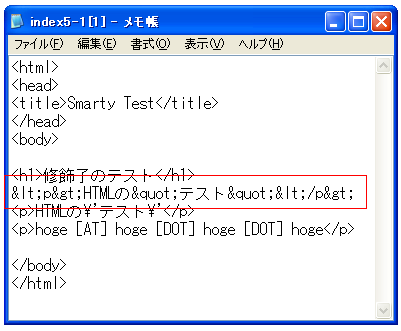 index5-1[1] - メモ帳
ファイル(F) 編集(E) 書式(O) 表示(V) ヘルプ(H)
<html>
<head>
<title>Smarty Test</title>
</head>
<body>
<h1>修飾子のテスト</h1>
&lt;p&gt;HTMLの&quot;テスト&quot;&lt;/p&gt;
<p>HTMLの¥'テスト¥'</p>
<p>hoge [AT] hoge [DOT] hoge [DOT] hoge</p>
</body>
</html>